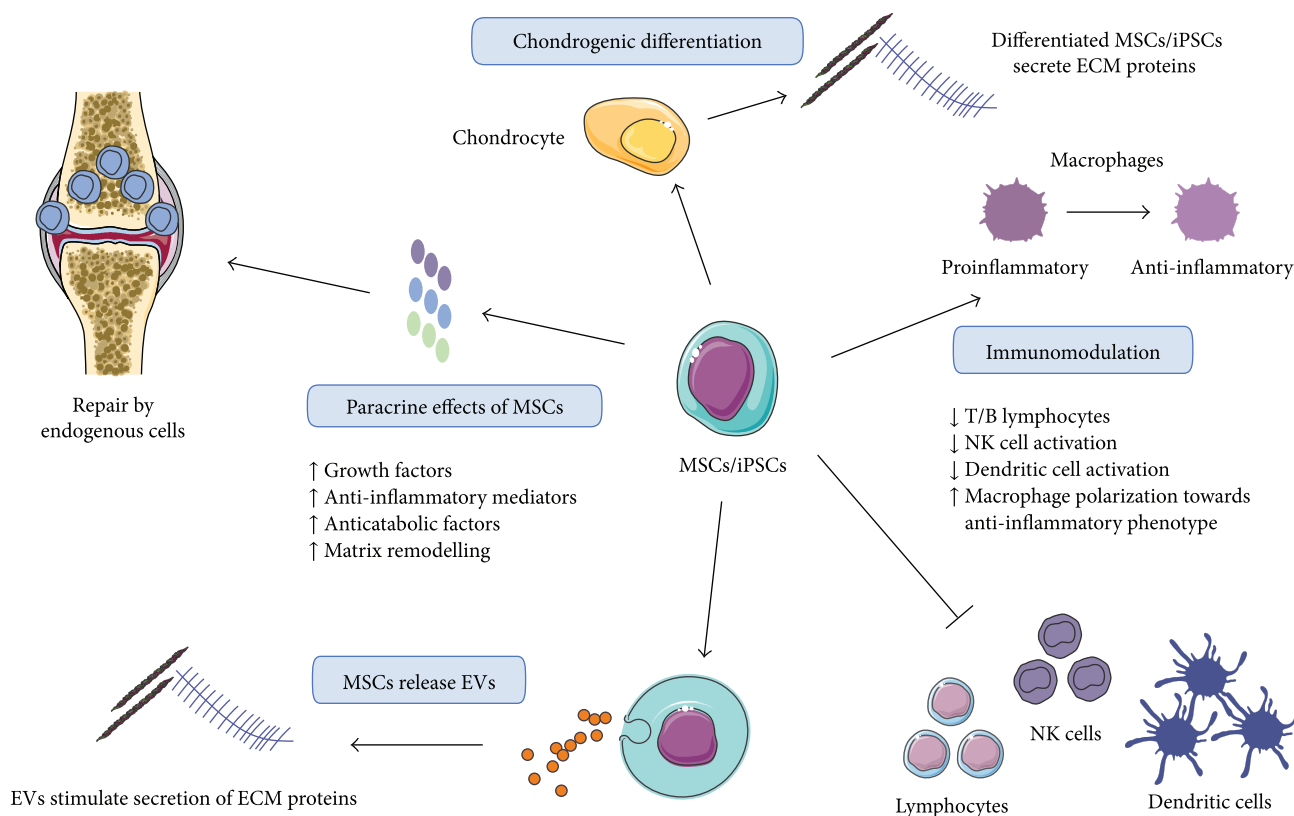 Chondrogenic differentiation
Differentiated MSCs/iPSCs
secrete ECM proteins
Chondrocyte
Macrophages
Proinflammatory
Anti-inflammatory
Immunomodulation
↓ T/B lymphocytes
↓ NK cell activation
↓ Dendritic cell activation
↑ Macrophage polarization towards
anti-inflammatory phenotype
Repair by
endogenous cells
Paracrine effects of MSCs
↑ Growth factors
↑ Anti-inflammatory mediators
↑ Anticatabolic factors
↑ Matrix remodelling
MSCs/iPSCs
MSCs release EVs
EVs stimulate secretion of ECM proteins
Lymphocytes
NK cells
Dendritic cells